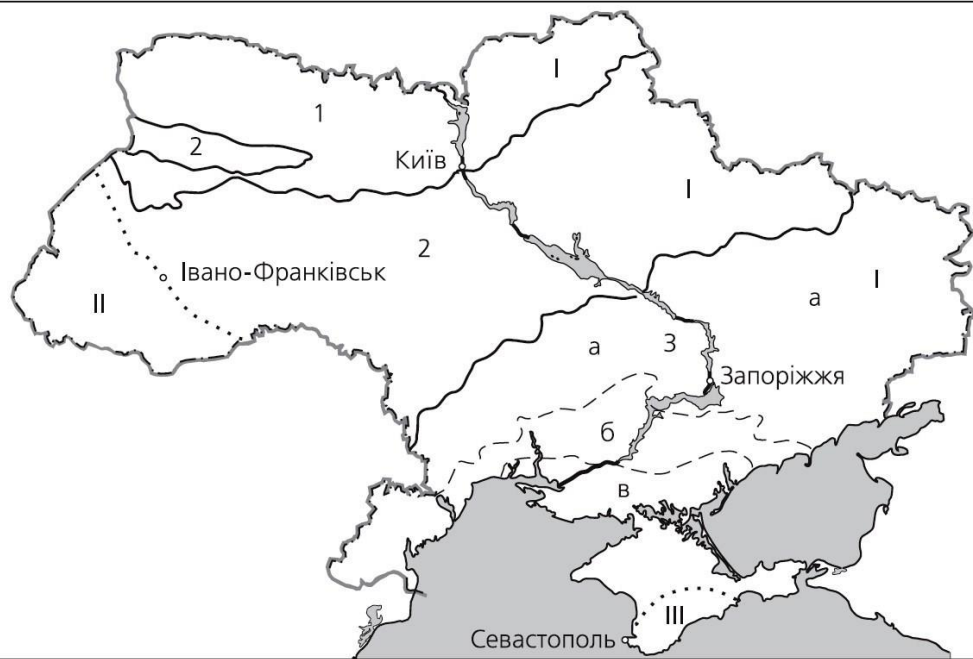 I
1
2
Київ
I
2
Івано-Франківськ
I
а
II
а
3
Запоріжжя
б
в
III
Севастополь